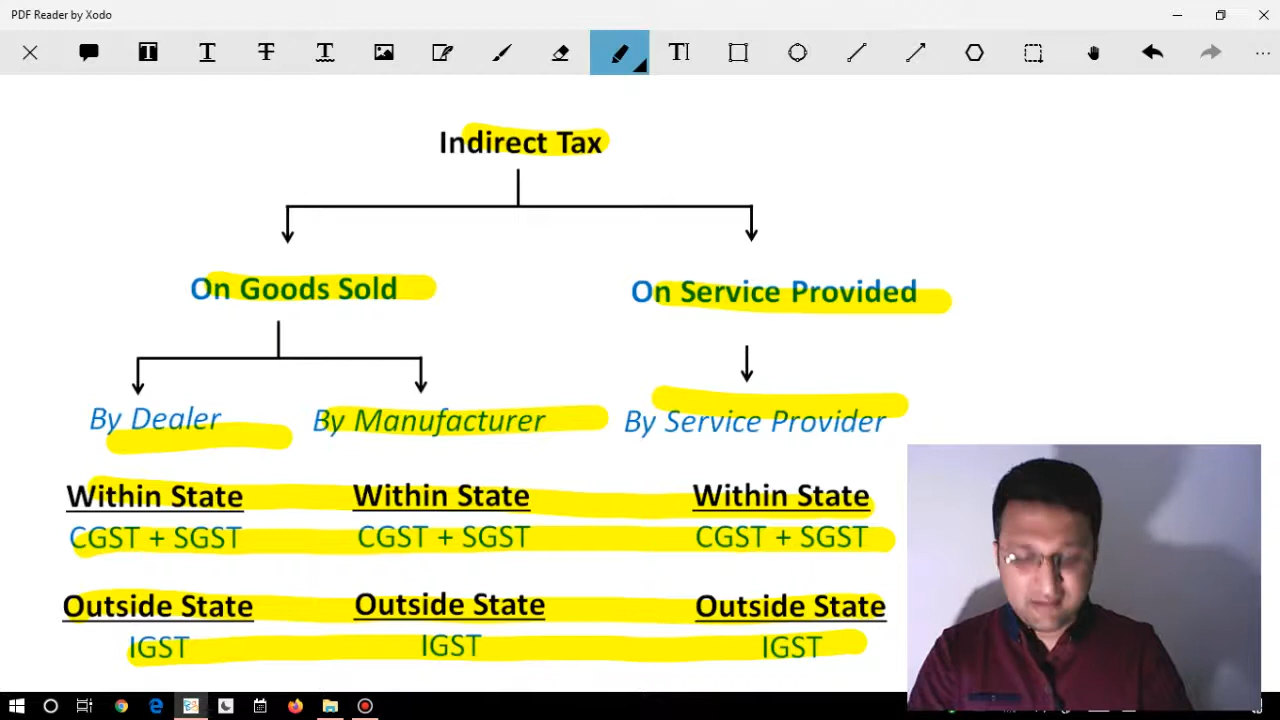 PDF Reader by Xodo
Indirect Tax
On Goods Sold
On Service Provided
By Dealer
By Manufacturer
By Service Provider
Within State
Within State
Within State
CGST + SGST
CGST + SGST
CGST + SGST
Outside State
Outside State
Outside State
IGST
IGST
IGST